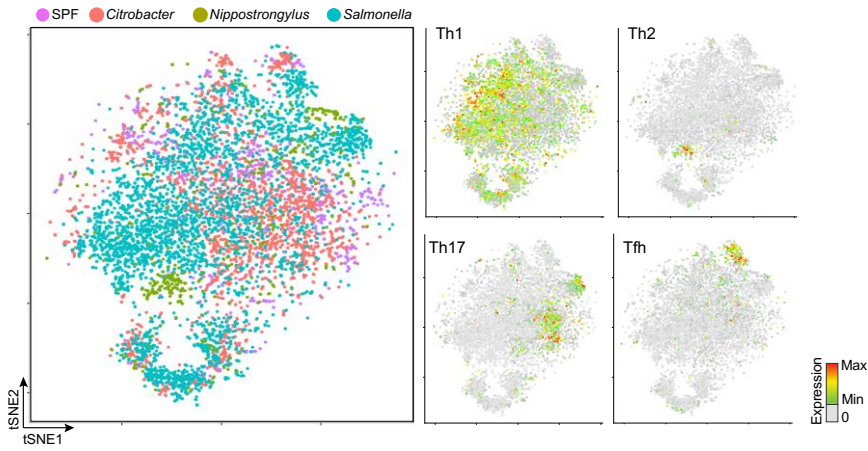 SPF Citrobacter Nippostrongylus Salmonella
Th1
Th2
Th17
Tfh
tSNE2
tSNE1
Expression
Max
Min
0